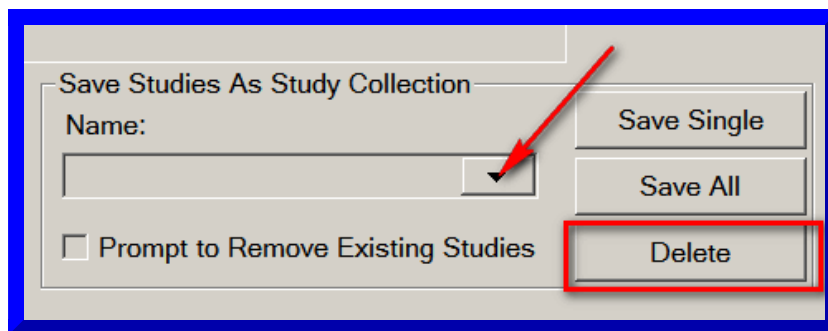 Save Studies As Study Collection
Name:
Save Single
Save All
Prompt to Remove Existing Studies
Delete